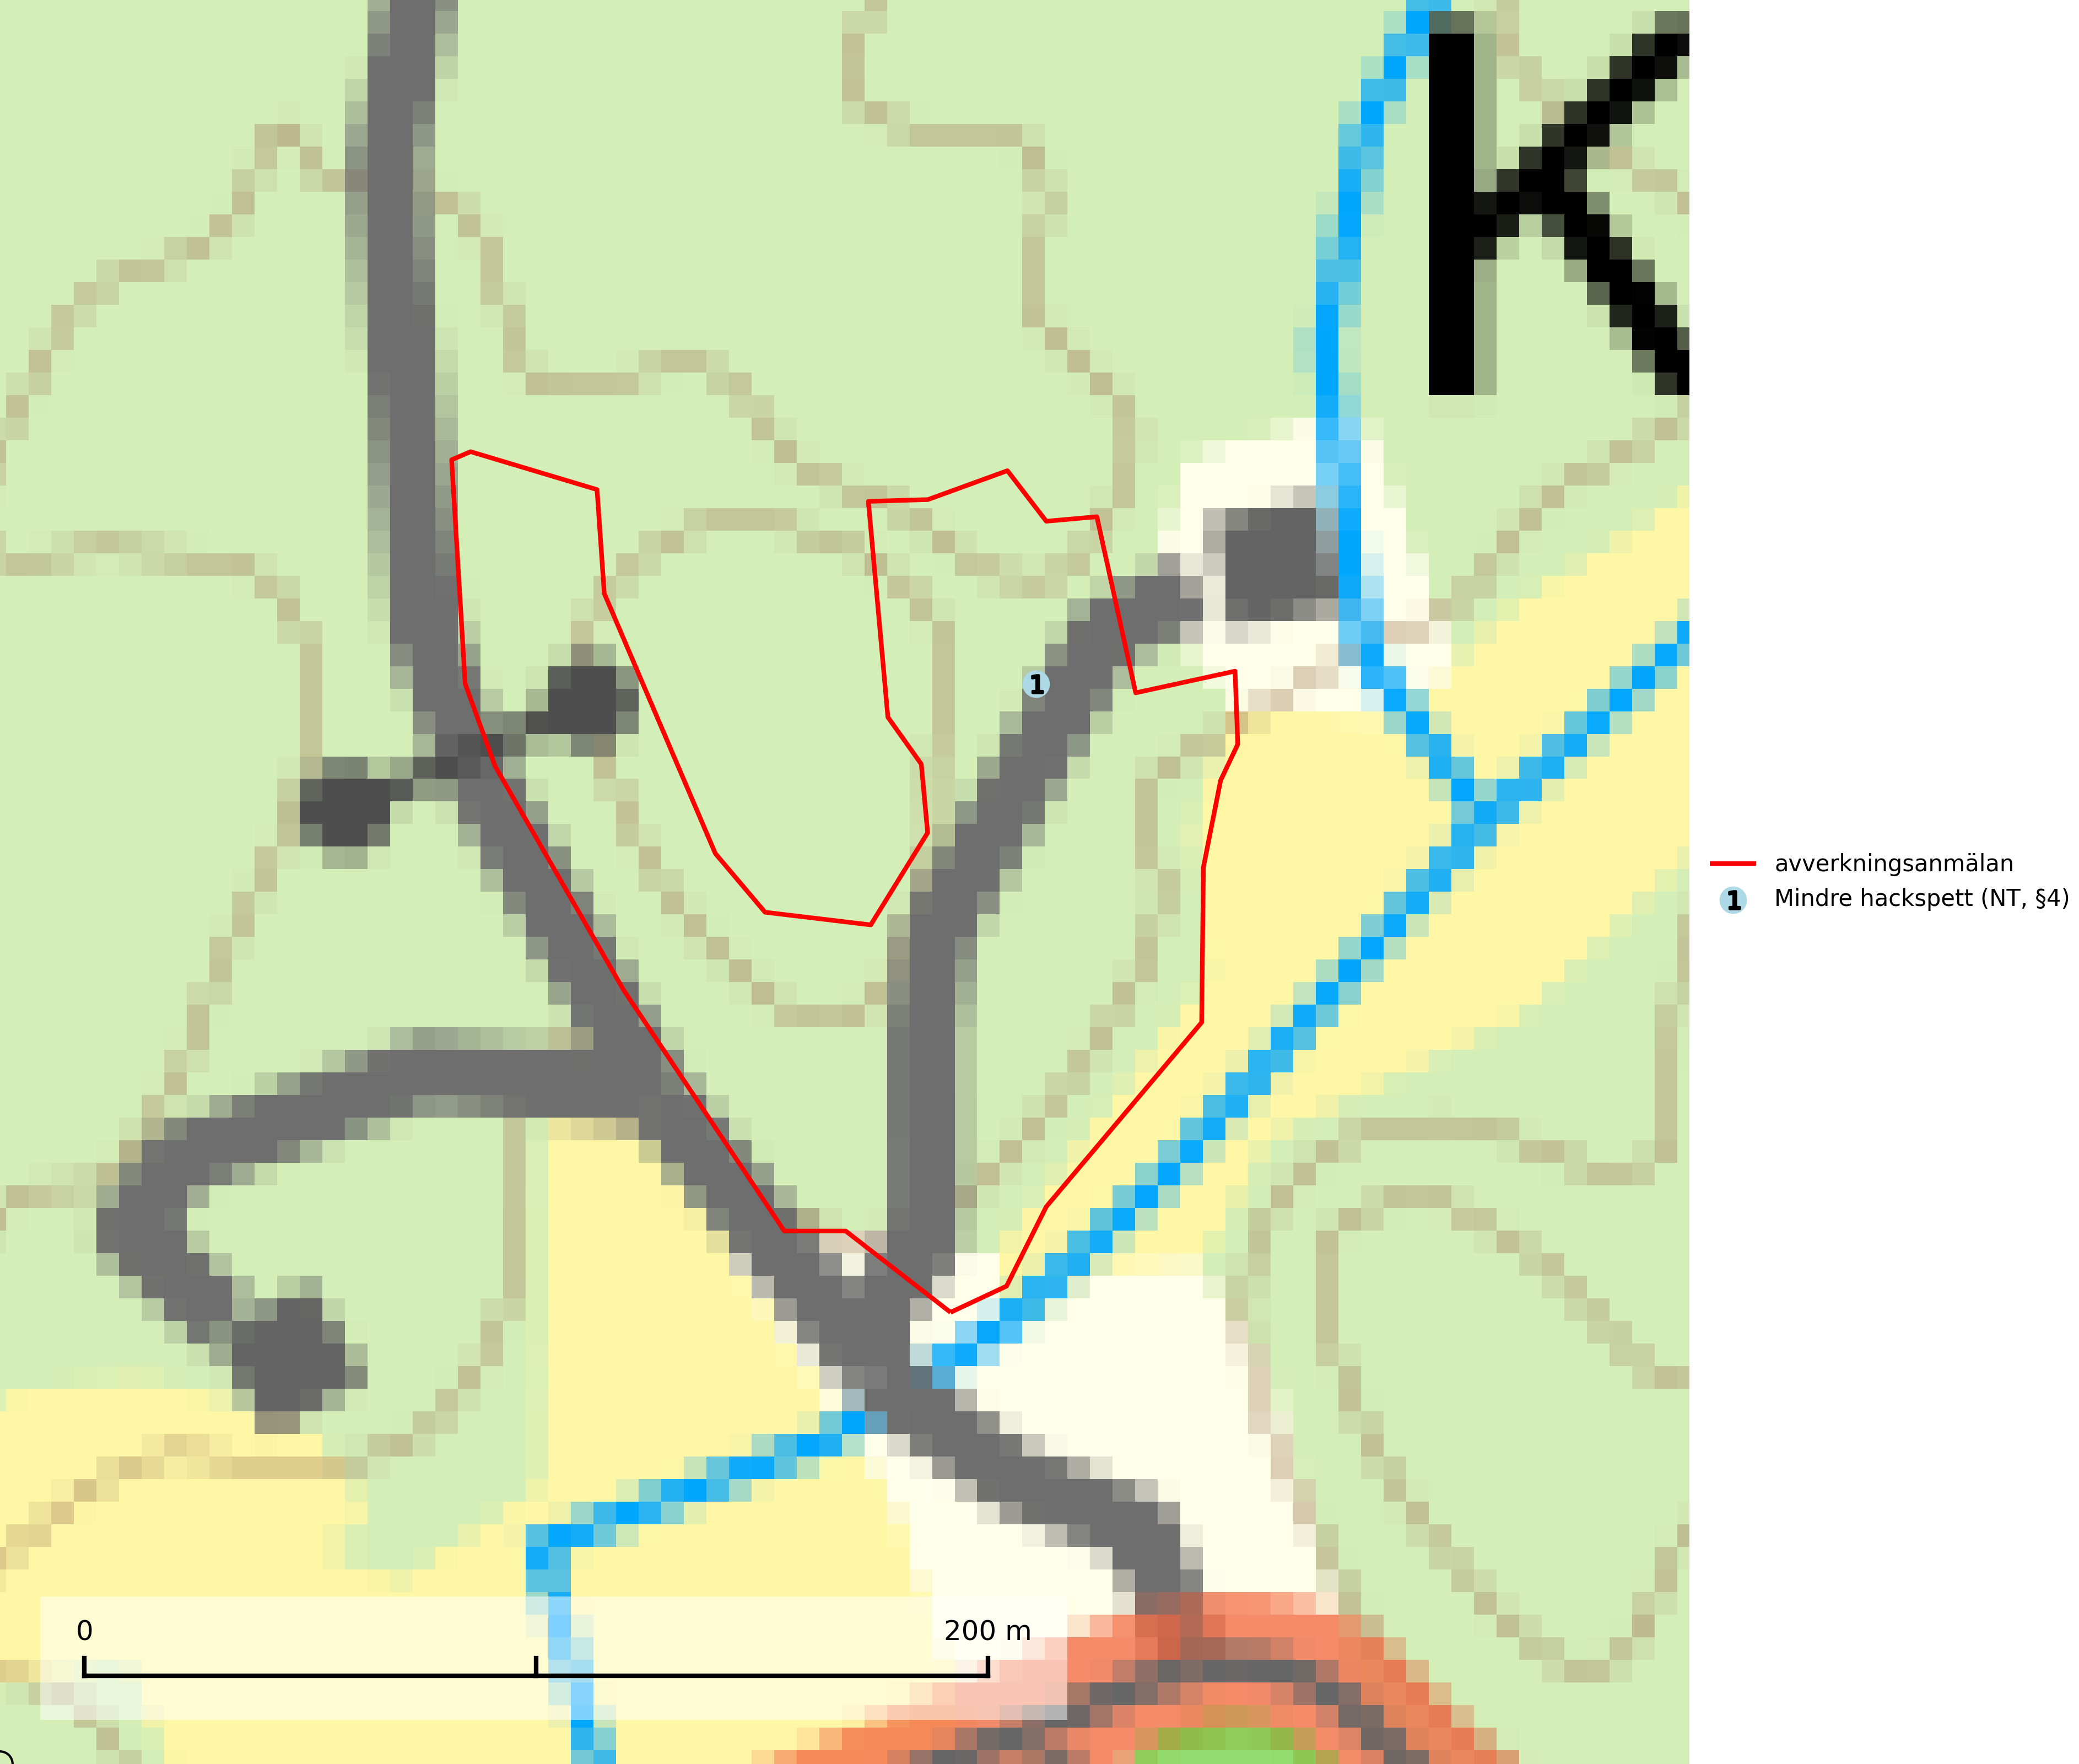 K
1
avverkningsanmälan
1 Mindre hackspett (NT, §4)
0 200 m